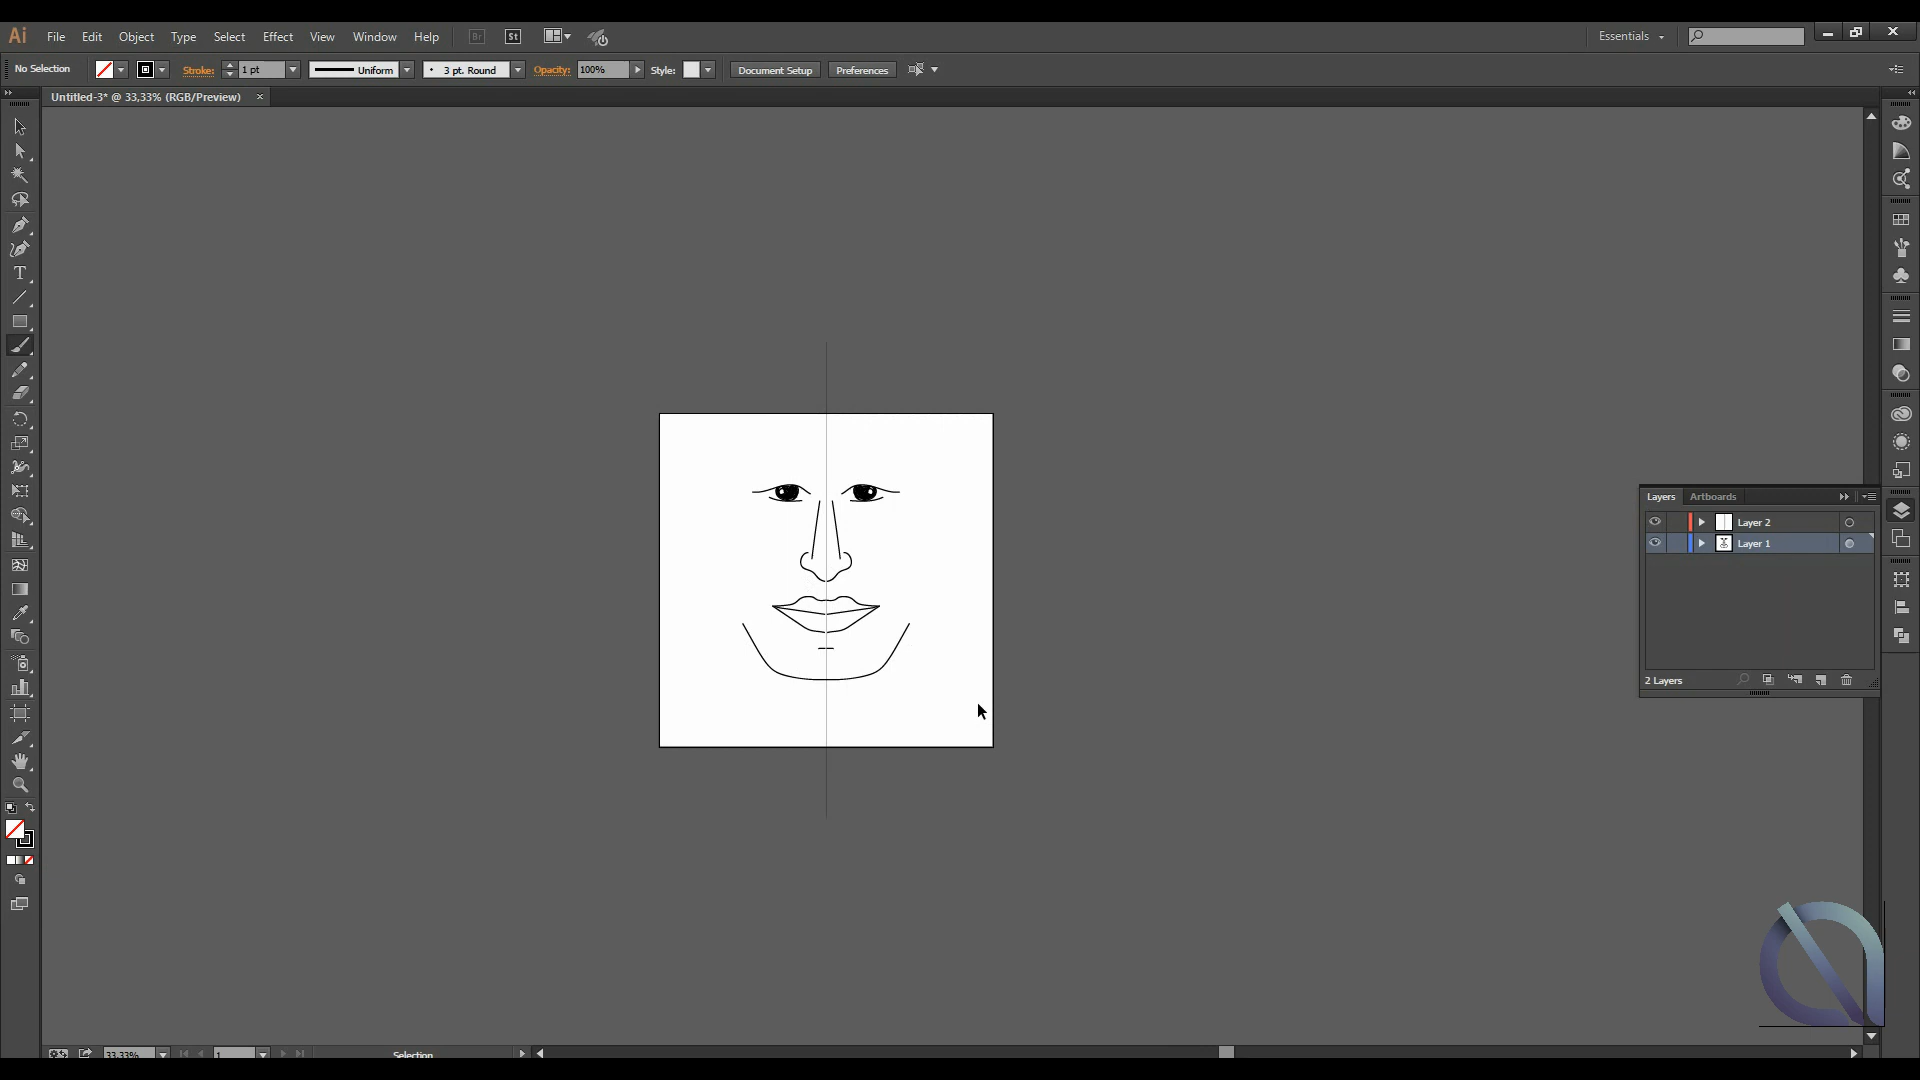 Ai File Edit Object Type Select Effect View Window Help Br St Essentials
No Selection Stroke: 1 pt Uniform 3 pt. Round Opacity: 100% Style: Document Setup Preferences
Untitled-3* @ 33,33% (RGB/Preview)
Layers Artboards
Layer 2
Layer 1
2 Layers
33,33% 1 Selection